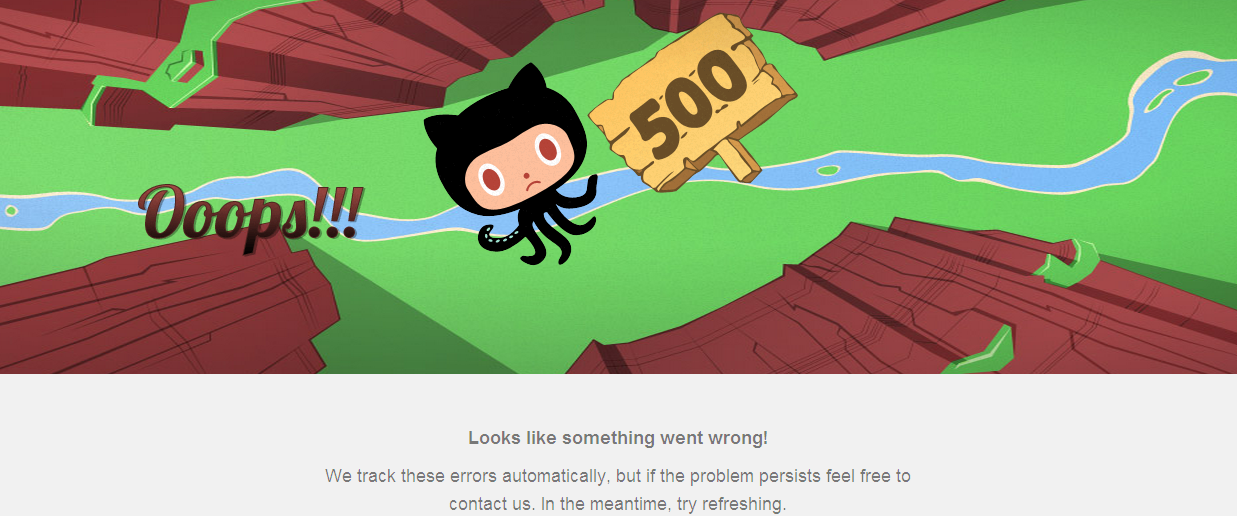 500
Ooops!!!
Looks like something went wrong!
We track these errors automatically, but if the problem persists feel free to
contact us. In the meantime, try refreshing.